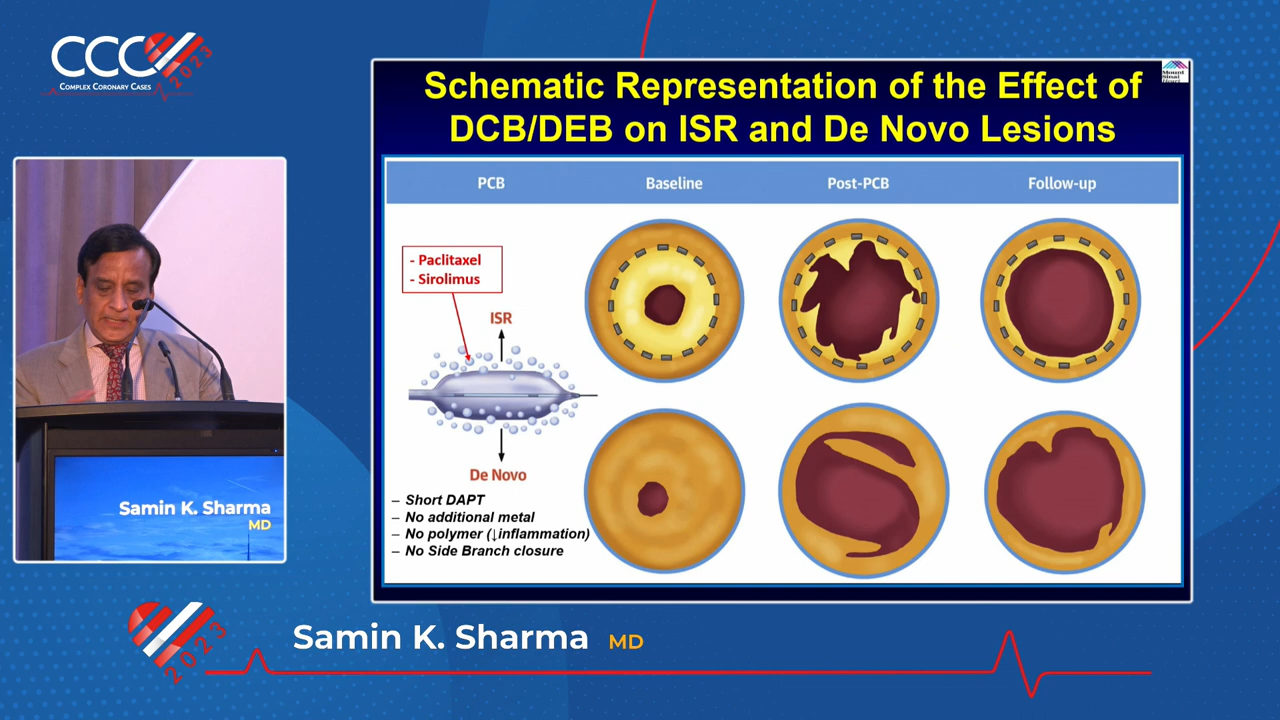 CCC
2023
COMPLEX CORONARY CASES
Mount
Sinai
Heart
Schematic Representation of the Effect of
DCB/DEB on ISR and De Novo Lesions
PCB Baseline Post-PCB Follow-up
- Paclitaxel
- Sirolimus
ISR
De Novo
– Short DAPT
– No additional metal
– No polymer (↓inflammation)
– No Side Branch closure
Samin K. Sharma
MD
2023
Samin K. Sharma MD